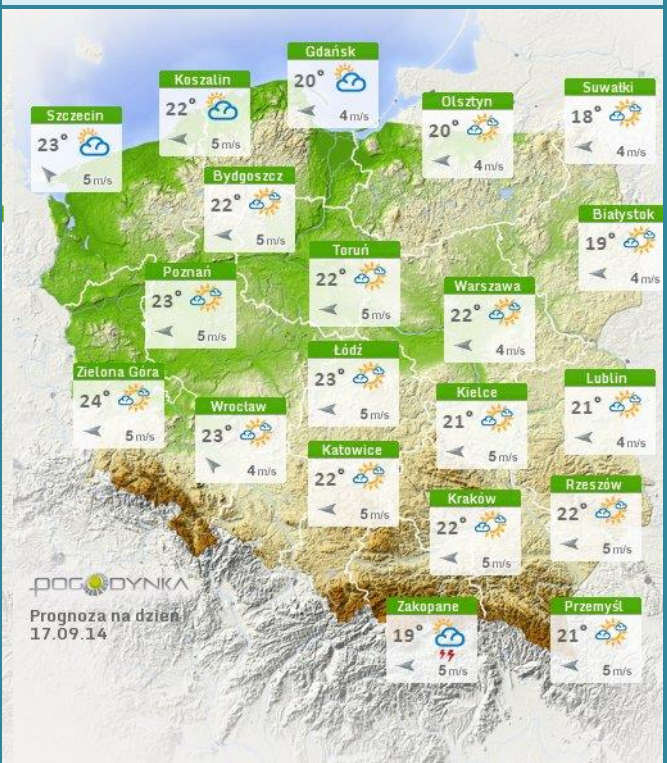 Gdańsk
20°
4 m/s
Koszalin
22°
5 m/s
Szczecin
23°
5 m/s
Olsztyn
20°
4 m/s
Suwałki
18°
4 m/s
Bydgoszcz
22°
5 m/s
Białystok
19°
4 m/s
Toruń
22°
5 m/s
Poznań
23°
5 m/s
Warszawa
22°
4 m/s
Łódź
23°
5 m/s
Zielona Góra
24°
5 m/s
Wrocław
23°
4 m/s
Kielce
21°
5 m/s
Lublin
21°
4 m/s
Katowice
22°
5 m/s
Kraków
22°
5 m/s
Rzeszów
22°
5 m/s
Zakopane
19°
5 m/s
Przemyśl
21°
5 m/s
POGODYNKA
Prognoza na dzień
17.09.14